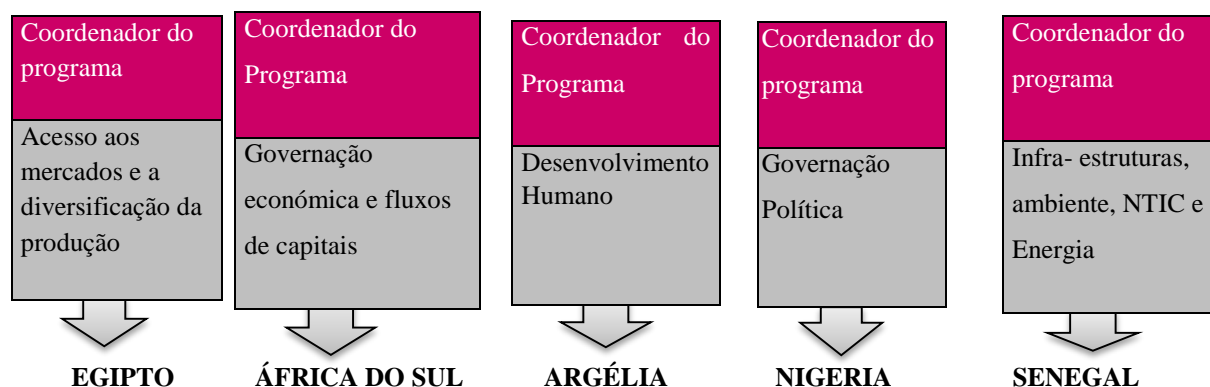 Coordenador do
programa
Acesso aos
mercados e a
diversificação da
produção
EGIPTO
Coordenador do
Programa
Governação
económica e fluxos
de capitais
ÁFRICA DO SUL
Coordenador do
Programa
Desenvolvimento
Humano
ARGÉLIA
Coordenador do
programa
Governação
Política
NIGERIA
Coordenador do
programa
Infra- estruturas,
ambiente, NTIC e
Energia
SENEGAL